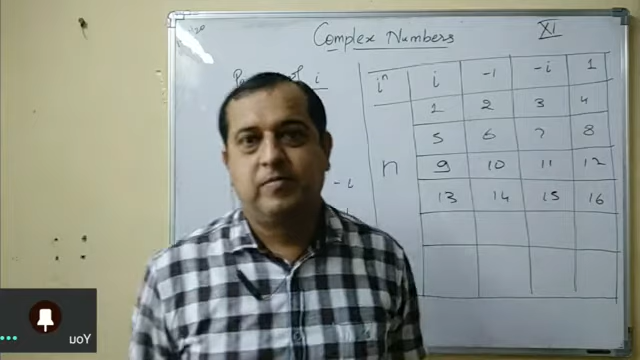 Complex Numbers
XI
of i
iⁿ i -1 -i 1
1 2 3 4
5 6 7 8
n 9 10 11 12
- i
13 14 15 16
You